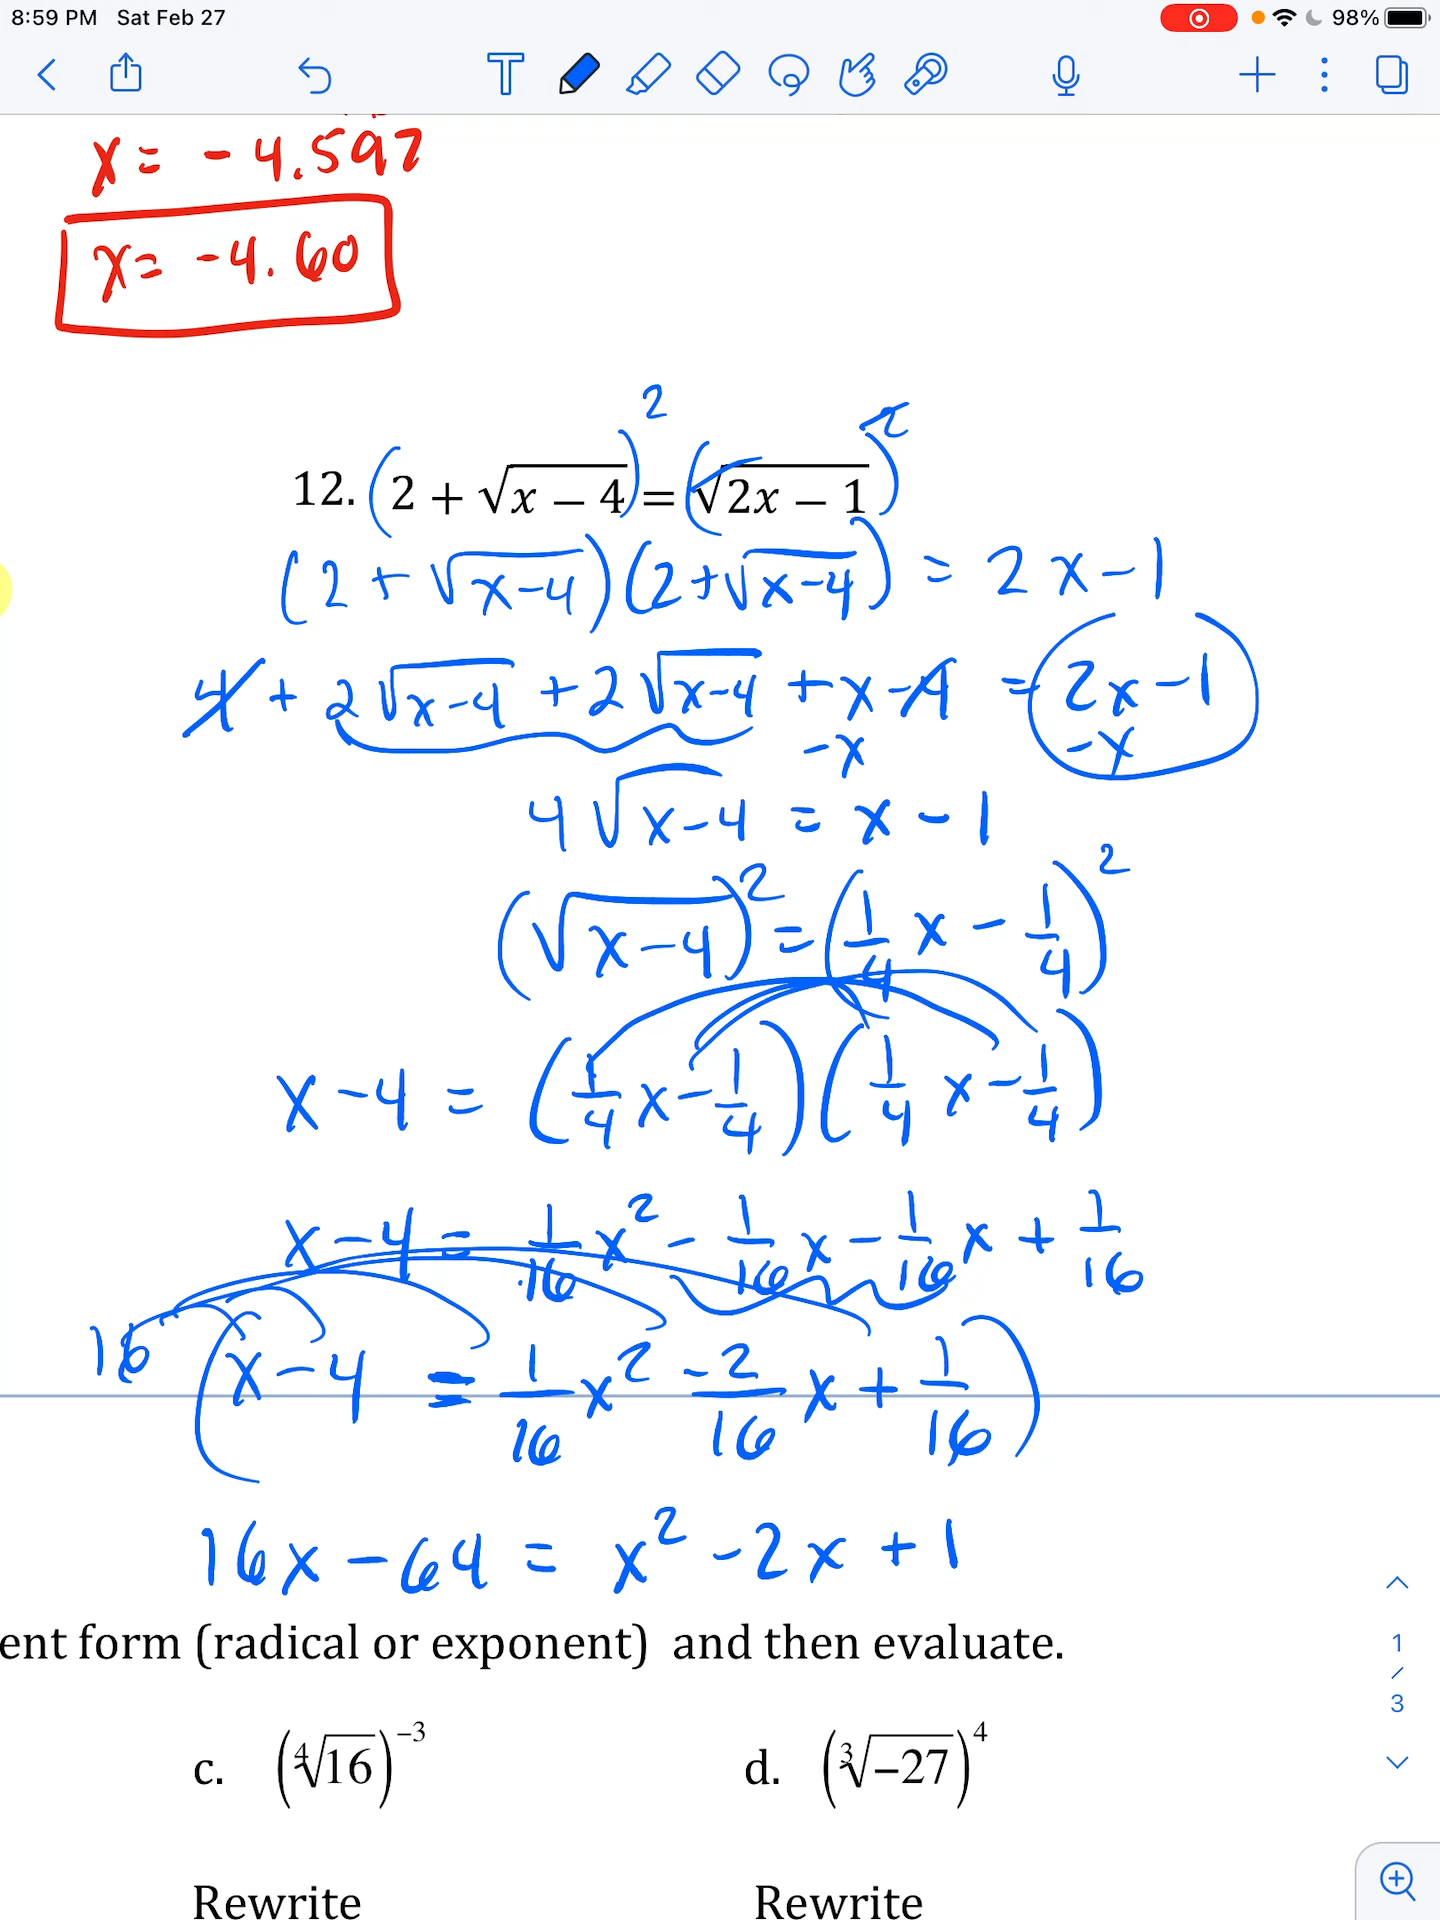 8:59 PM Sat Feb 27 98%
T
x = -4.597
x = -4.60
12. (2 + √x − 4)² = (√2x − 1)²
(2 + √x-4)(2 + √x-4) = 2x-1
4 + 2√x-4 + 2√x-4 + x - 4 = 2x-1
-x -x
4√x-4 = x - 1
(√x-4)² = (1/4 x - 1/4)²
x-4 = (1/4 x - 1/4)(1/4 x - 1/4)
x-4 = 1/16 x² - 1/16 x - 1/16 x + 1/16
16 (x-4 = 1/16 x² -2/16 x + 1/16)
16x - 64 = x² - 2x + 1
ent form (radical or exponent) and then evaluate.
1
/
3
c. (∜16)⁻³ d. (∛−27)⁴
Rewrite Rewrite